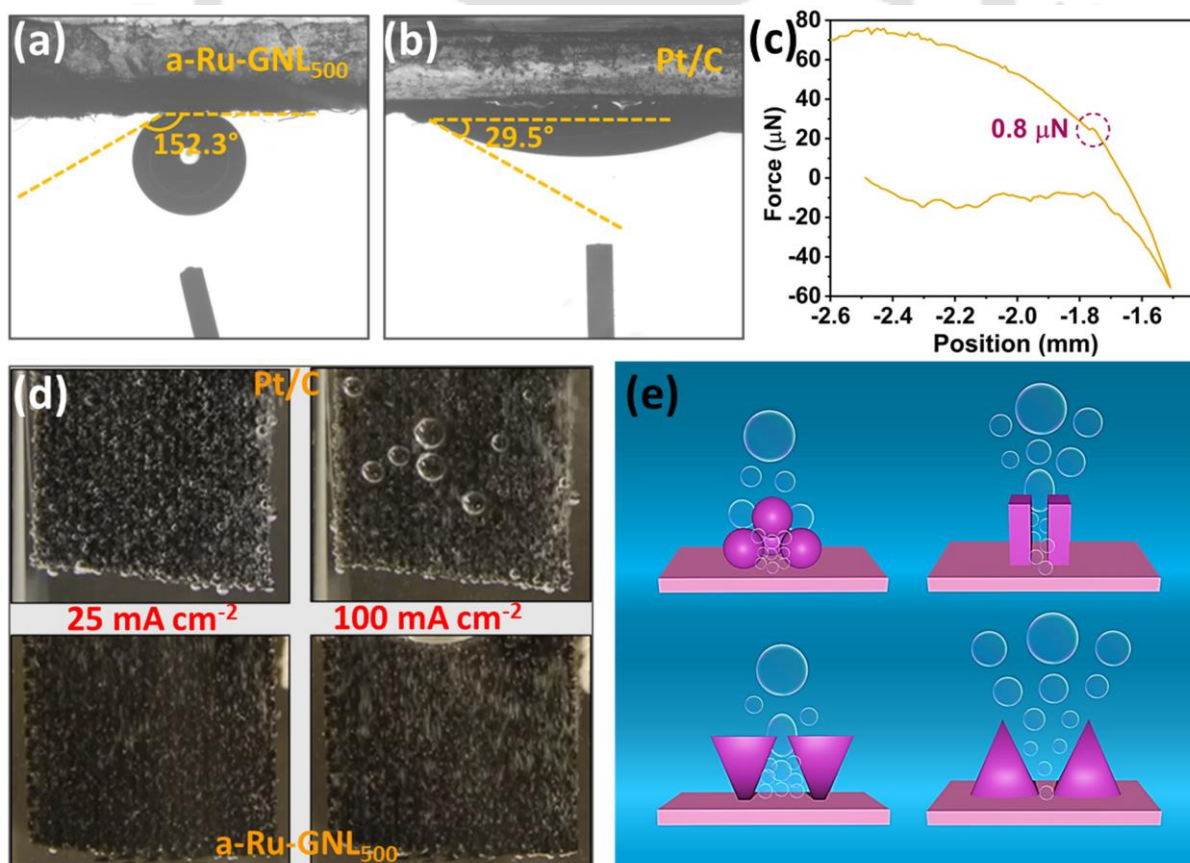 (a)
a-Ru-GNL500
152.3°
(b)
Pt/C
29.5°
(c)
80
60
40
20
0
-20
-40
-60
Force (µN)
0.8 µN
-2.6 -2.4 -2.2 -2.0 -1.8 -1.6
Position (mm)
(d)
Pt/C
25 mA cm-2
100 mA cm-2
a-Ru-GNL500
(e)